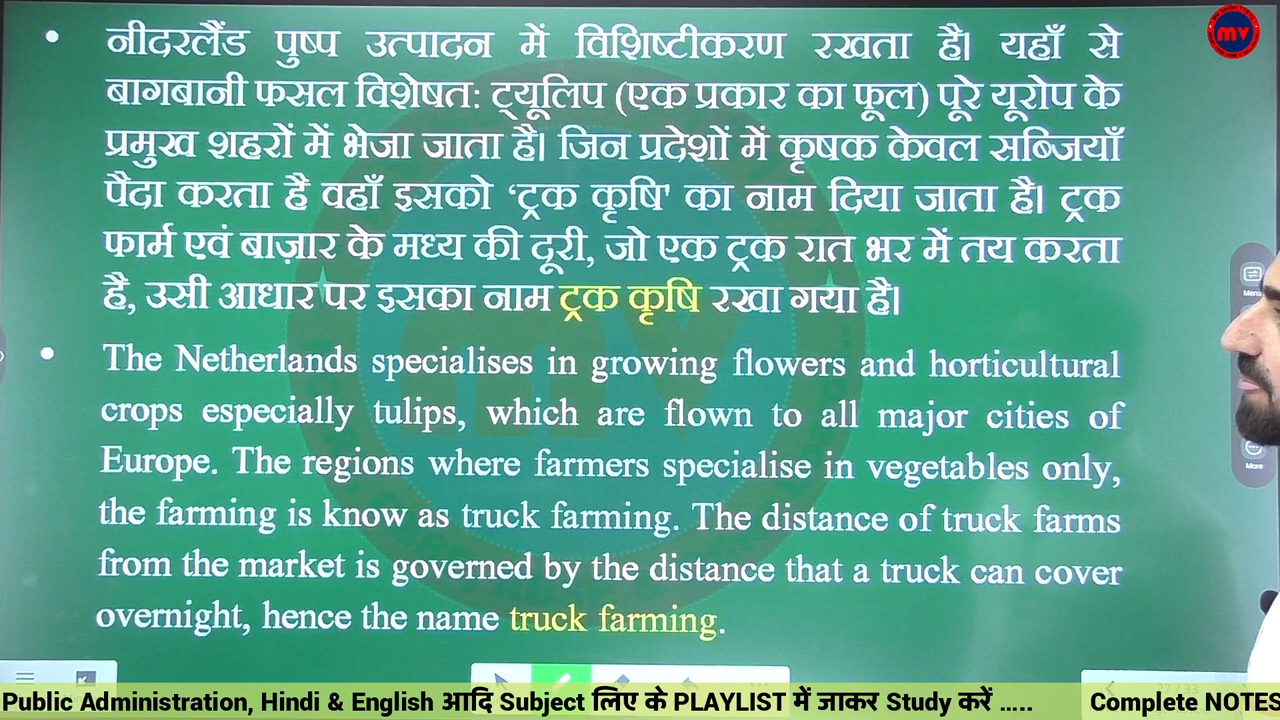 mv
• नीदरलैंड पुष्प उत्पादन में विशिष्टीकरण रखता है। यहाँ से
बागबानी फसल विशेषत: ट्यूलिप (एक प्रकार का फूल) पूरे यूरोप के
प्रमुख शहरों में भेजा जाता है। जिन प्रदेशों में कृषक केवल सब्जियाँ
पैदा करता है वहाँ इसको ‘ट्रक कृषि' का नाम दिया जाता है। ट्रक
फार्म एवं बाज़ार के मध्य की दूरी, जो एक ट्रक रात भर में तय करता
है, उसी आधार पर इसका नाम ट्रक कृषि रखा गया है।
• The Netherlands specialises in growing flowers and horticultural
crops especially tulips, which are flown to all major cities of
Europe. The regions where farmers specialise in vegetables only,
the farming is know as truck farming. The distance of truck farms
from the market is governed by the distance that a truck can cover
overnight, hence the name truck farming.
Menu
More
Public Administration, Hindi & English आदि Subject लिए के PLAYLIST में जाकर Study करें ..... Complete NOTES